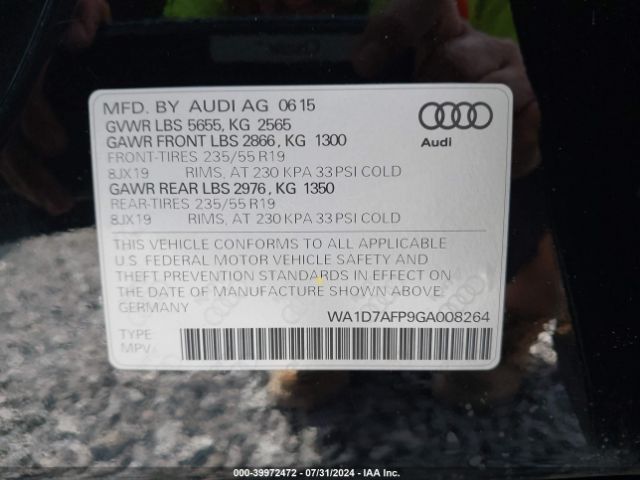 MFD. BY AUDI AG 06 15
GVWR LBS 5655, KG 2565
GAWR FRONT LBS 2866, KG 1300
FRONT-TIRES 235/55 R19
8JX19 RIMS, AT 230 KPA 33 PSI COLD
GAWR REAR LBS 2976, KG 1350
REAR-TIRES 235/55 R19
8JX19 RIMS, AT 230 KPA 33 PSI COLD
Audi
THIS VEHICLE CONFORMS TO ALL APPLICABLE
U.S. FEDERAL MOTOR VEHICLE SAFETY AND
THEFT PREVENTION STANDARDS IN EFFECT ON
THE DATE OF MANUFACTURE SHOWN ABOVE.
GERMANY
WA1D7AFP9GA008264
TYPE:
MPV
000-39972472 - 07/31/2024 - IAA Inc.